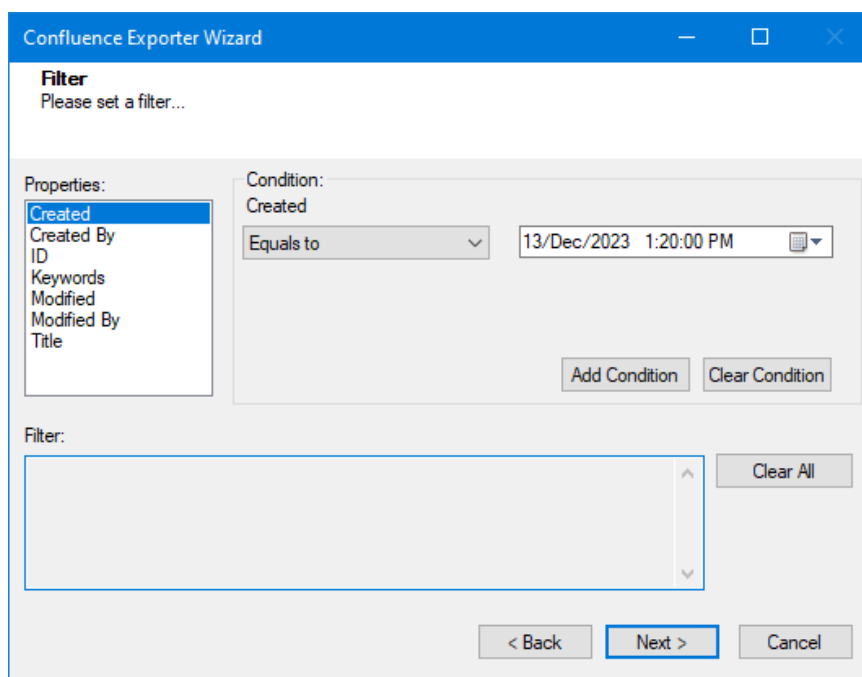 Confluence Exporter Wizard
Filter
Please set a filter...
Properties:
Created
Created By
ID
Keywords
Modified
Modified By
Title
Condition:
Created
Equals to
13/Dec/2023 1:20:00 PM
Add Condition
Clear Condition
Filter:
Clear All
< Back
Next >
Cancel